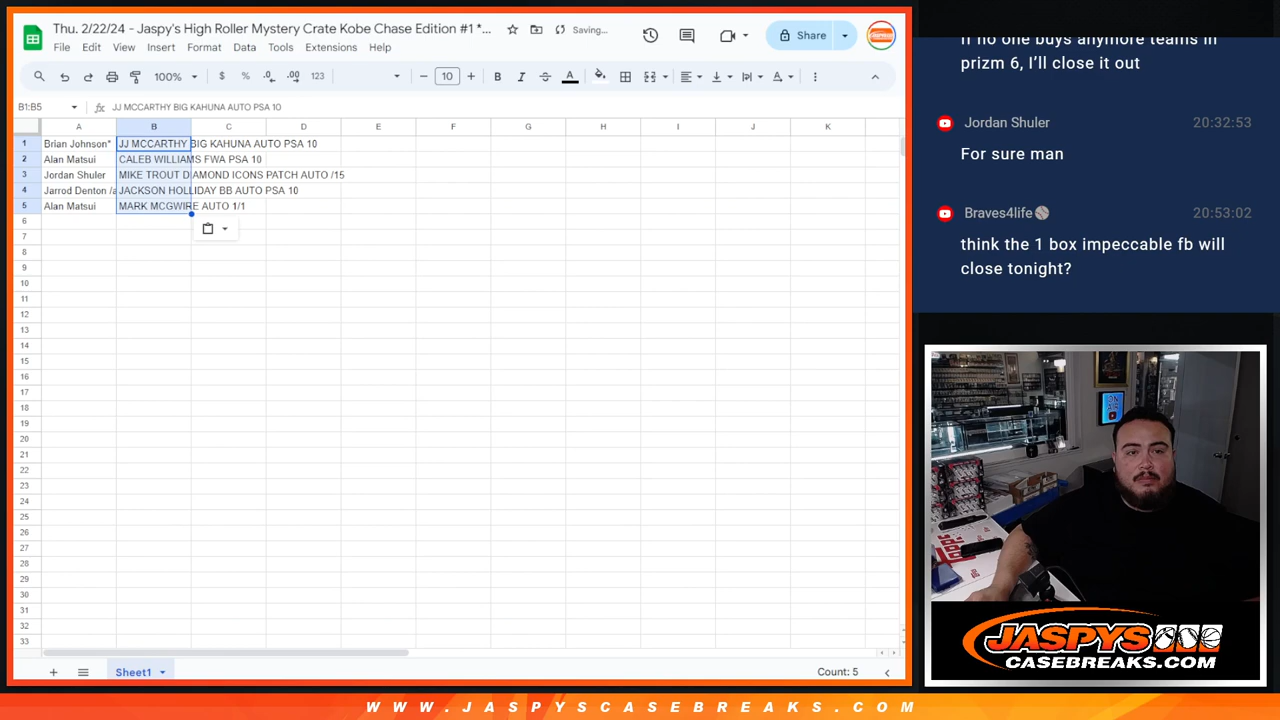 Thu. 2/22/24 - Jaspy's High Roller Mystery Crate Kobe Chase Edition #1 *...
Saving...
File Edit View Insert Format Data Tools Extensions Help
Share
100% $ % .0 .00 123 10 B I S A
B1:B5 fx JJ MCCARTHY BIG KAHUNA AUTO PSA 10
A B C D E F G H I J K
1 Brian Johnson* JJ MCCARTHY BIG KAHUNA AUTO PSA 10
2 Alan Matsui CALEB WILLIAMS FWA PSA 10
3 Jordan Shuler MIKE TROUT DIAMOND ICONS PATCH AUTO /15
4 Jarrod Denton /a JACKSON HOLLIDAY BB AUTO PSA 10
5 Alan Matsui MARK MCGWIRE AUTO 1/1
6
7
8
9
10
11
12
13
14
15
16
17
18
19
20
21
22
23
24
25
26
27
28
29
30
31
32
33
Sheet1
Count: 5
If no one buys anymore teams in
prizm 6, I'll close it out
Jordan Shuler 20:32:53
For sure man
Braves4life 20:53:02
think the 1 box impeccable fb will
close tonight?
ON AIR
Topps
JASPYS
CASEBREAKS.COM
WWW.JASPYSCASEBREAKS.COM